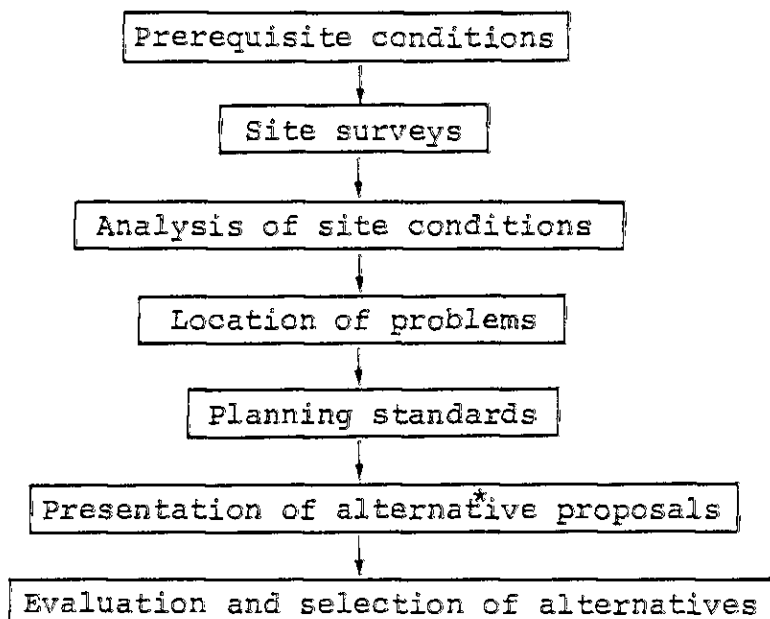 Prerequisite conditions
Site surveys
Analysis of site conditions
Location of problems
Planning standards
Presentation of alternative* proposals
Evaluation and selection of alternatives